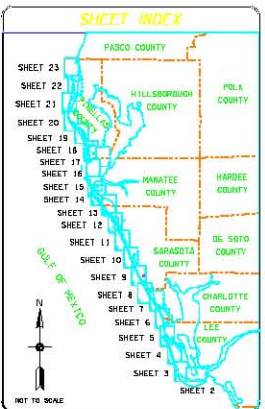 SHEET INDEX
PASCO COUNTY
SHEET 23
SHEET 22
SHEET 21
SHEET 20
SHEET 19
SHEET 18
SHEET 17
SHEET 16
SHEET 15
SHEET 14
SHEET 13
SHEET 12
SHEET 11
SHEET 10
SHEET 9
SHEET 8
SHEET 7
SHEET 6
SHEET 5
SHEET 4
SHEET 3
SHEET 2
PINELLAS
COUNTY
HILLSBOROUGH
COUNTY
POLK
COUNTY
MANATEE
COUNTY
HARDEE
COUNTY
SARASOTA
COUNTY
DE SOTO
COUNTY
CHARLOTTE
COUNTY
LEE
COUNTY
GULF OF MEXICO
N
NOT TO SCALE